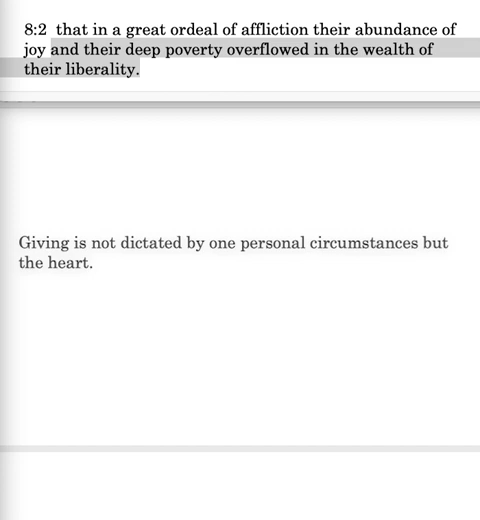 8:2 that in a great ordeal of affliction their abundance of
joy and their deep poverty overflowed in the wealth of
their liberality.
Giving is not dictated by one personal circumstances but
the heart.